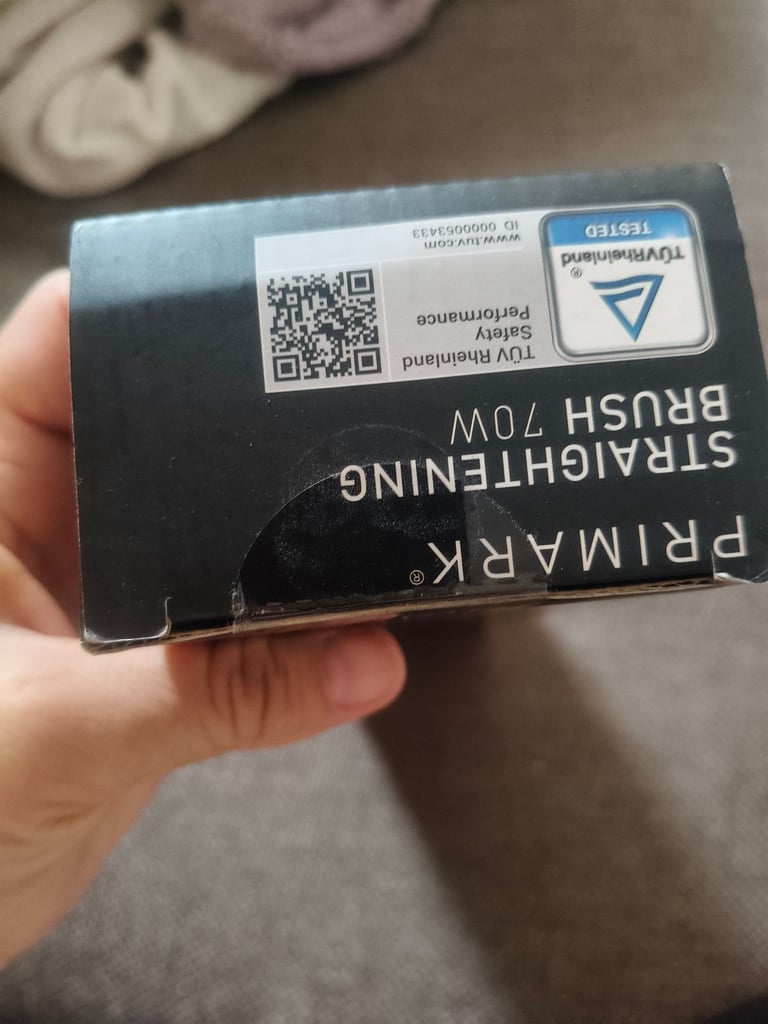 PRIMARK®
STRAIGHTENING
BRUSH 70W
TÜVRheinland®
TESTED
TÜV Rheinland
Safety
Performance
www.tuv.com
ID 0000053433